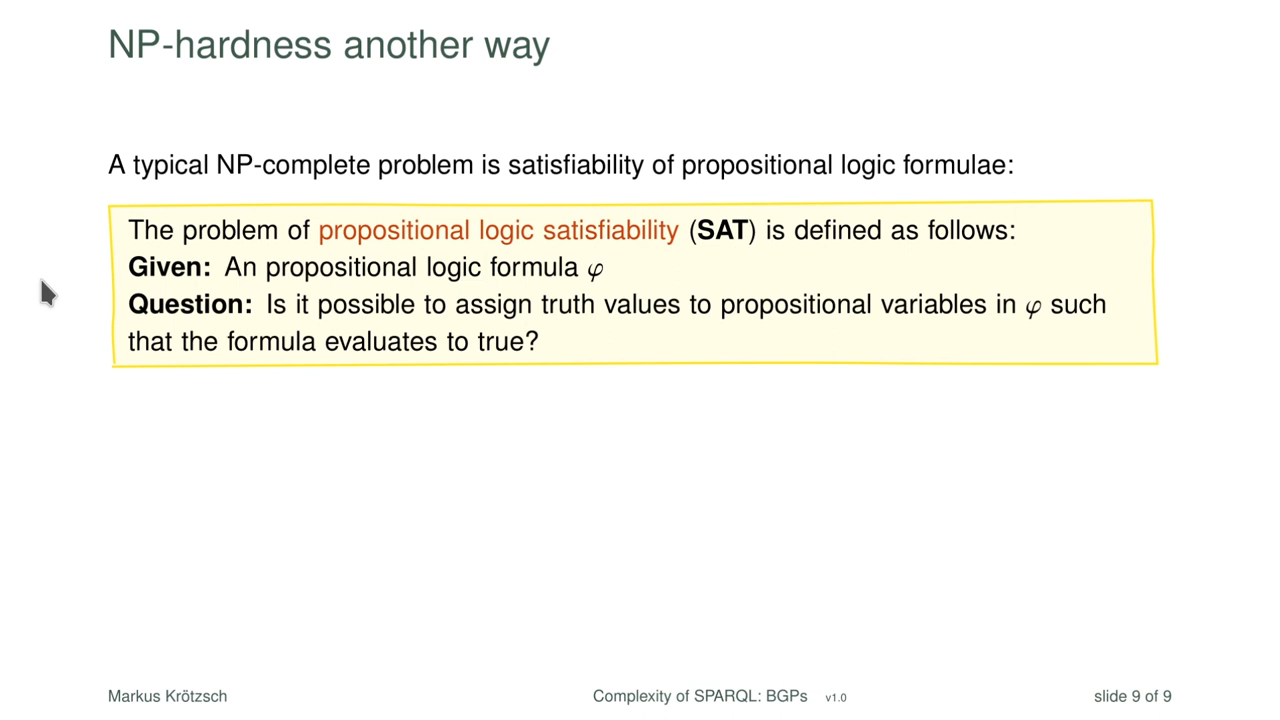 NP-hardness another way
A typical NP-complete problem is satisfiability of propositional logic formulae:
The problem of propositional logic satisfiability (SAT) is defined as follows:
Given: An propositional logic formula φ
Question: Is it possible to assign truth values to propositional variables in φ such
that the formula evaluates to true?
Markus Krötzsch Complexity of SPARQL: BGPs v1.0 slide 9 of 9